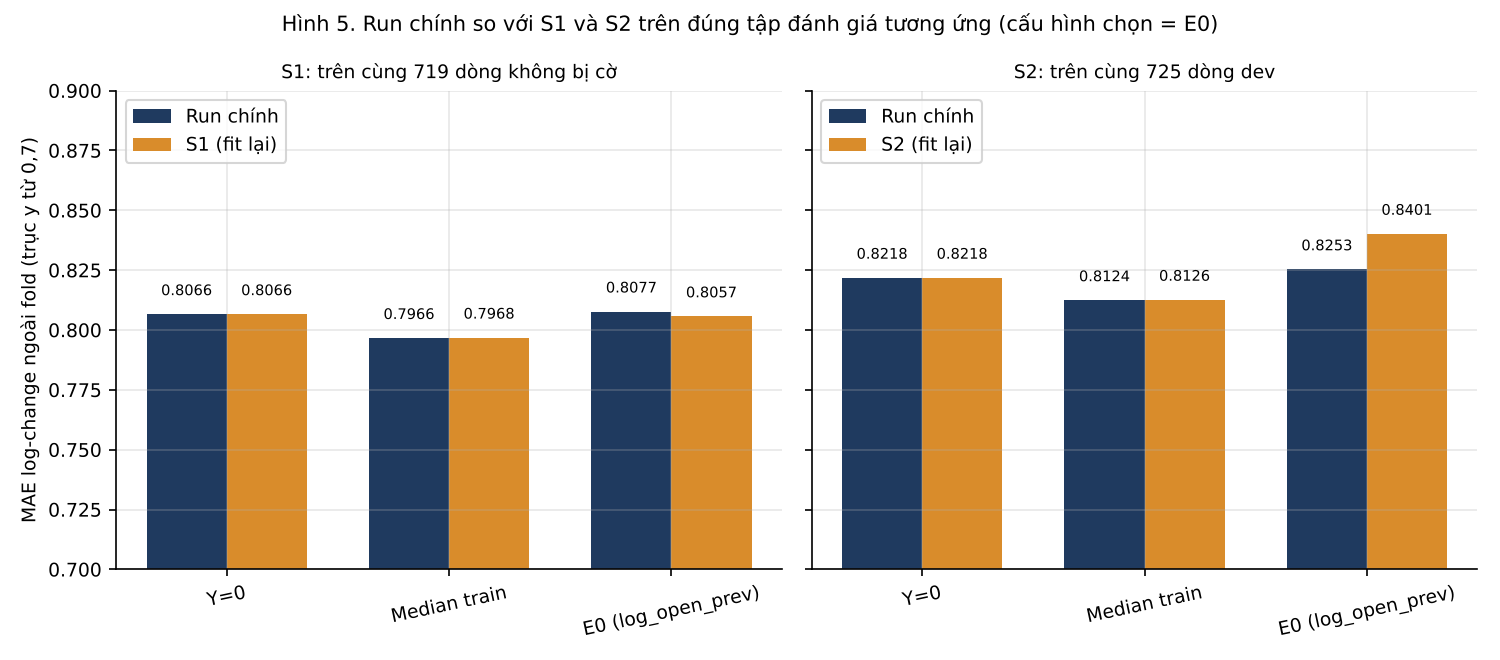 Hình 5. Run chính so với S1 và S2 trên đúng tập đánh giá tương ứng (cấu hình chọn = E0)
S1: trên cùng 719 dòng không bị cờ
MAE log-change ngoài fold (trục y từ 0,7)
0.900
0.875
0.850
0.825
0.800
0.775
0.750
0.725
0.700
Run chính
S1 (fit lại)
0.8066
0.8066
0.7966
0.7968
0.8077
0.8057
Y=0
Median train
E0 (log_open_prev)
S2: trên cùng 725 dòng dev
Run chính
S2 (fit lại)
0.8218
0.8218
0.8124
0.8126
0.8253
0.8401
Y=0
Median train
E0 (log_open_prev)